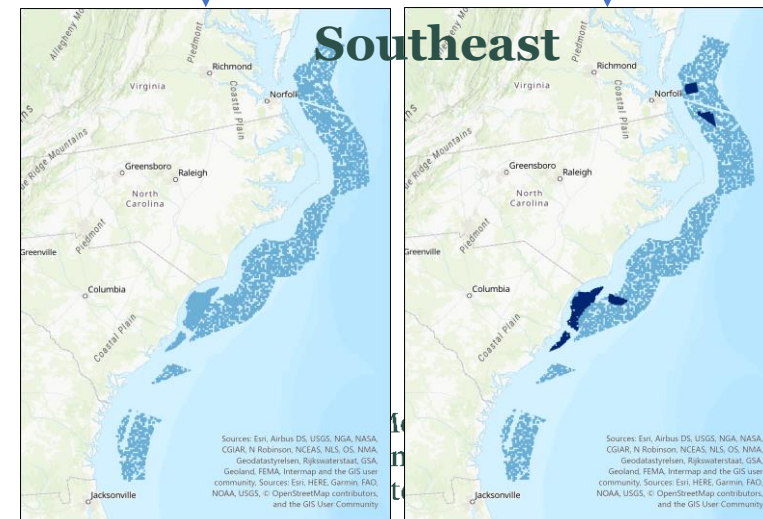 Southeast
Allegheny Mo
Piedmont
Richmond
Virginia
Coastal Plain
Norfolk
ns
ue Ridge Mountains
Greensboro
Raleigh
North
Carolina
Piedmont
Greenville
Columbia
Coastal Plain
Sources: Esri, Airbus DS, USGS, NGA, NASA,
CGIAR, N Robinson, NCEAS, NLS, OS, NMA,
Geodatastyrelsen, Rijkswaterstaat, GSA,
Geoland, FEMA, Intermap and the GIS user
community, Sources: Esri, HERE, Garmin, FAO,
NOAA, USGS, © OpenStreetMap contributors,
and the GIS User Community
Jacksonville
Allegheny Mo
Piedmont
Richmond
Virginia
Coastal Plain
Norfolk
ns
ue Ridge Mountains
Greensboro
Raleigh
North
Carolina
Piedmont
Greenville
Columbia
Coastal Plain
Sources: Esri, Airbus DS, USGS, NGA, NASA,
CGIAR, N Robinson, NCEAS, NLS, OS, NMA,
Geodatastyrelsen, Rijkswaterstaat, GSA,
Geoland, FEMA, Intermap and the GIS user
community, Sources: Esri, HERE, Garmin, FAO,
NOAA, USGS, © OpenStreetMap contributors,
and the GIS User Community
Jacksonville